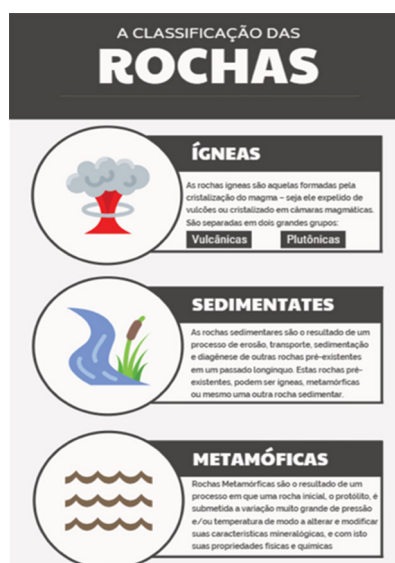 A CLASSIFICAÇÃO DAS
ROCHAS
ÍGNEAS
As rochas ígneas são aquelas formadas pela
cristalização do magma – seja ele expelido de
vulcões ou cristalizado em câmaras magmáticas.
São separadas em dois grandes grupos:
Vulcânicas Plutônicas
SEDIMENTATES
As rochas sedimentares são o resultado de um
processo de erosão, transporte, sedimentação
e diagênese de outras rochas pré-existentes
em um passado longínquo. Estas rochas pré-
existentes, podem ser ígneas, metamórficas
ou mesmo uma outra rocha sedimentar.
METAMÓFICAS
Rochas Metamórficas são o resultado de um
processo em que uma rocha inicial, o protólito, é
submetida a variação muito grande de pressão
e/ou temperatura de modo a alterar e modificar
suas características mineralógicas, e com isto
suas propriedades físicas e químicas